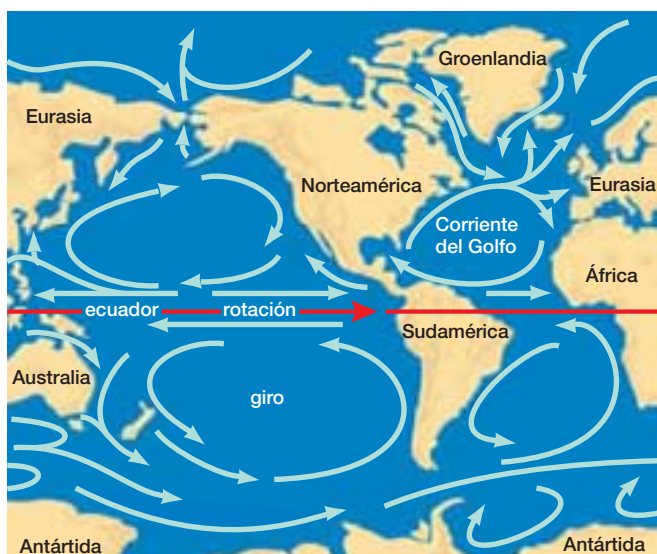 Groenlandia
Eurasia
Norteamérica
Eurasia
Corriente
del Golfo
África
ecuador
rotación
Sudamérica
Australia
giro
Antártida
Antártida